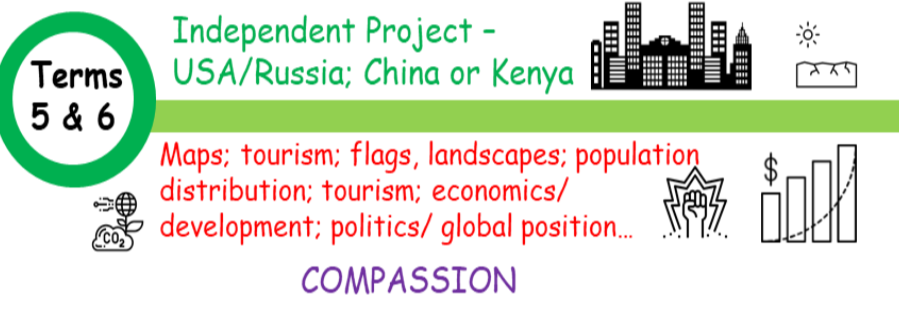 Terms
5 & 6
Independent Project –
USA/Russia; China or Kenya
Maps; tourism; flags, landscapes; population
distribution; tourism; economics/
development; politics/ global position...
$
CO₂
COMPASSION